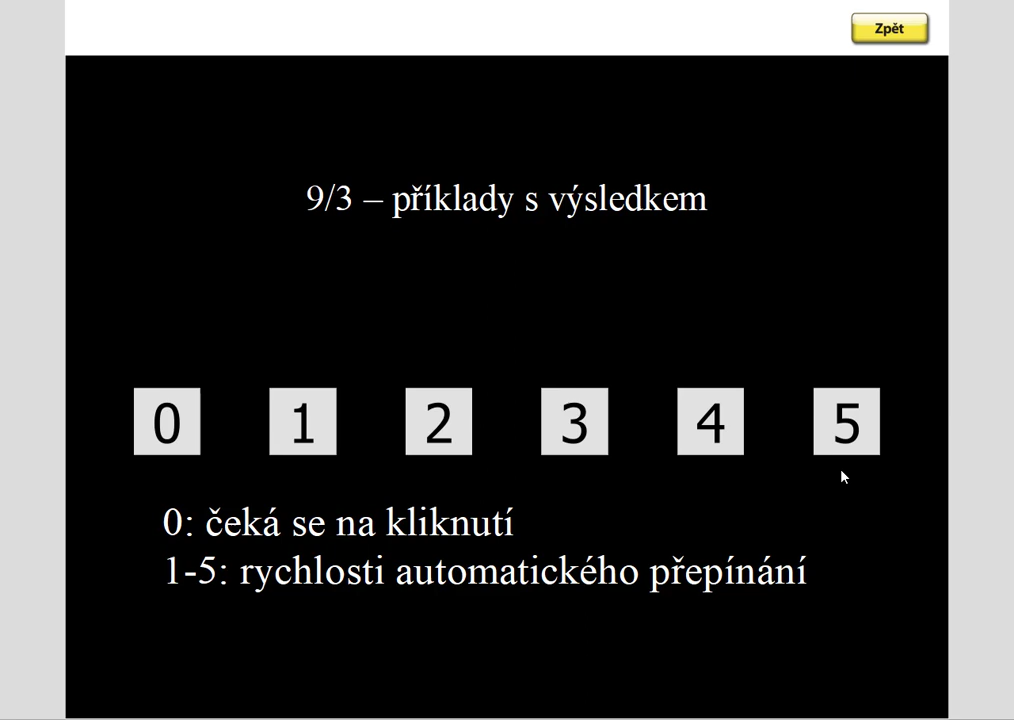 Zpět
9/3 – příklady s výsledkem
0 1 2 3 4 5
0: čeká se na kliknutí
1-5: rychlosti automatického přepínání